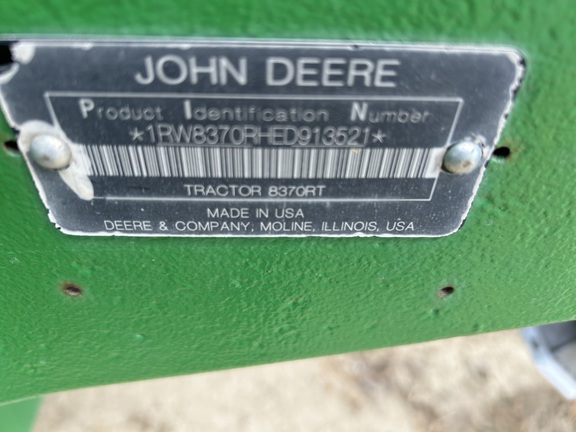 JOHN DEERE
Product Identification Number
*1RW8370RHED913521*
TRACTOR 8370RT
MADE IN USA
DEERE & COMPANY, MOLINE, ILLINOIS, USA